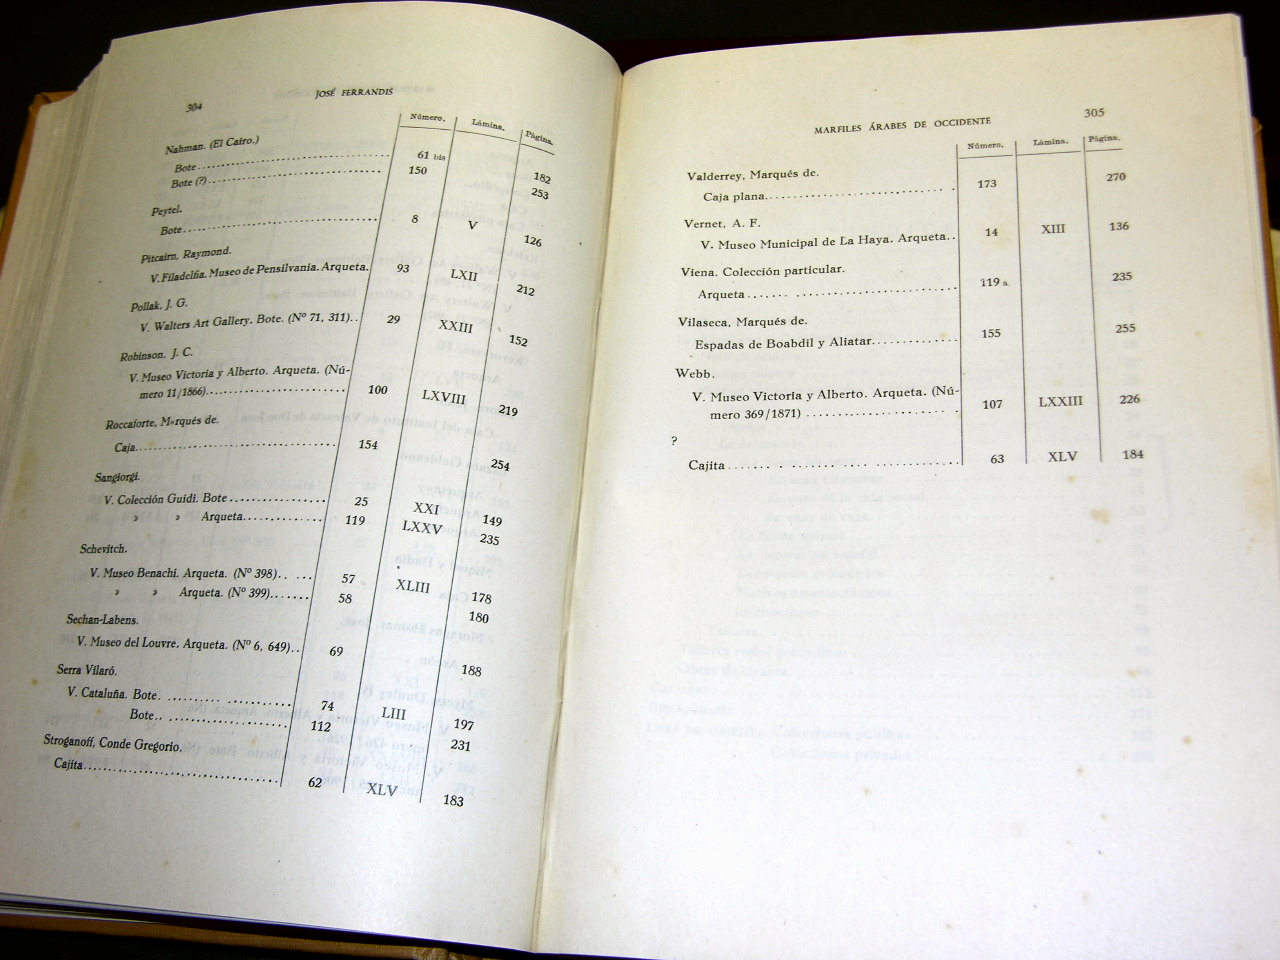 304
JOSÉ FERRANDIS
Número. Lámina. Página.
Nahman. (El Cairo.)
Bote 61 bis 182
Bote (?) 150 253
Peytel.
Bote 8 V 126
Pitcairn, Raymond.
V. Filadelfia. Museo de Pensilvania. Arqueta. 93 LXII 212
Pollak, J. G.
V. Walters Art Gallery. Bote. (Nº 71, 311).. 29 XXIII 152
Robinson, J. C.
V. Museo Victoria y Alberto. Arqueta. (Nú-
mero 11/1866) 100 LXVIII 219
Roccaforte, Marqués de.
Caja 154 254
Sangiorgi.
V. Colección Guidi. Bote 25 XXI 149
» » Arqueta 119 LXXV 235
Schevitch.
V. Museo Benachi. Arqueta. (Nº 398) 57 XLIII 178
» » Arqueta. (Nº 399) 58 180
Sechan-Labens.
V. Museo del Louvre. Arqueta. (Nº 6, 649).. 69 188
Serra Vilaró.
V. Cataluña. Bote 74 LIII 197
Bote 112 231
Stroganoff, Conde Gregorio.
Cajita 62 XLV 183
MARFILES ÁRABES DE OCCIDENTE
305
Número. Lámina. Página.
Valderrey, Marqués de.
Caja plana 173 270
Vernet, A. F.
V. Museo Municipal de La Haya. Arqueta.. 14 XIII 136
Viena. Colección particular.
Arqueta 119 a. 235
Vilaseca, Marqués de.
Espadas de Boabdil y Aliatar 155 255
Webb.
V. Museo Victoria y Alberto. Arqueta. (Nú-
mero 369/1871) 107 LXXIII 226
?
Cajita 63 XLV 184